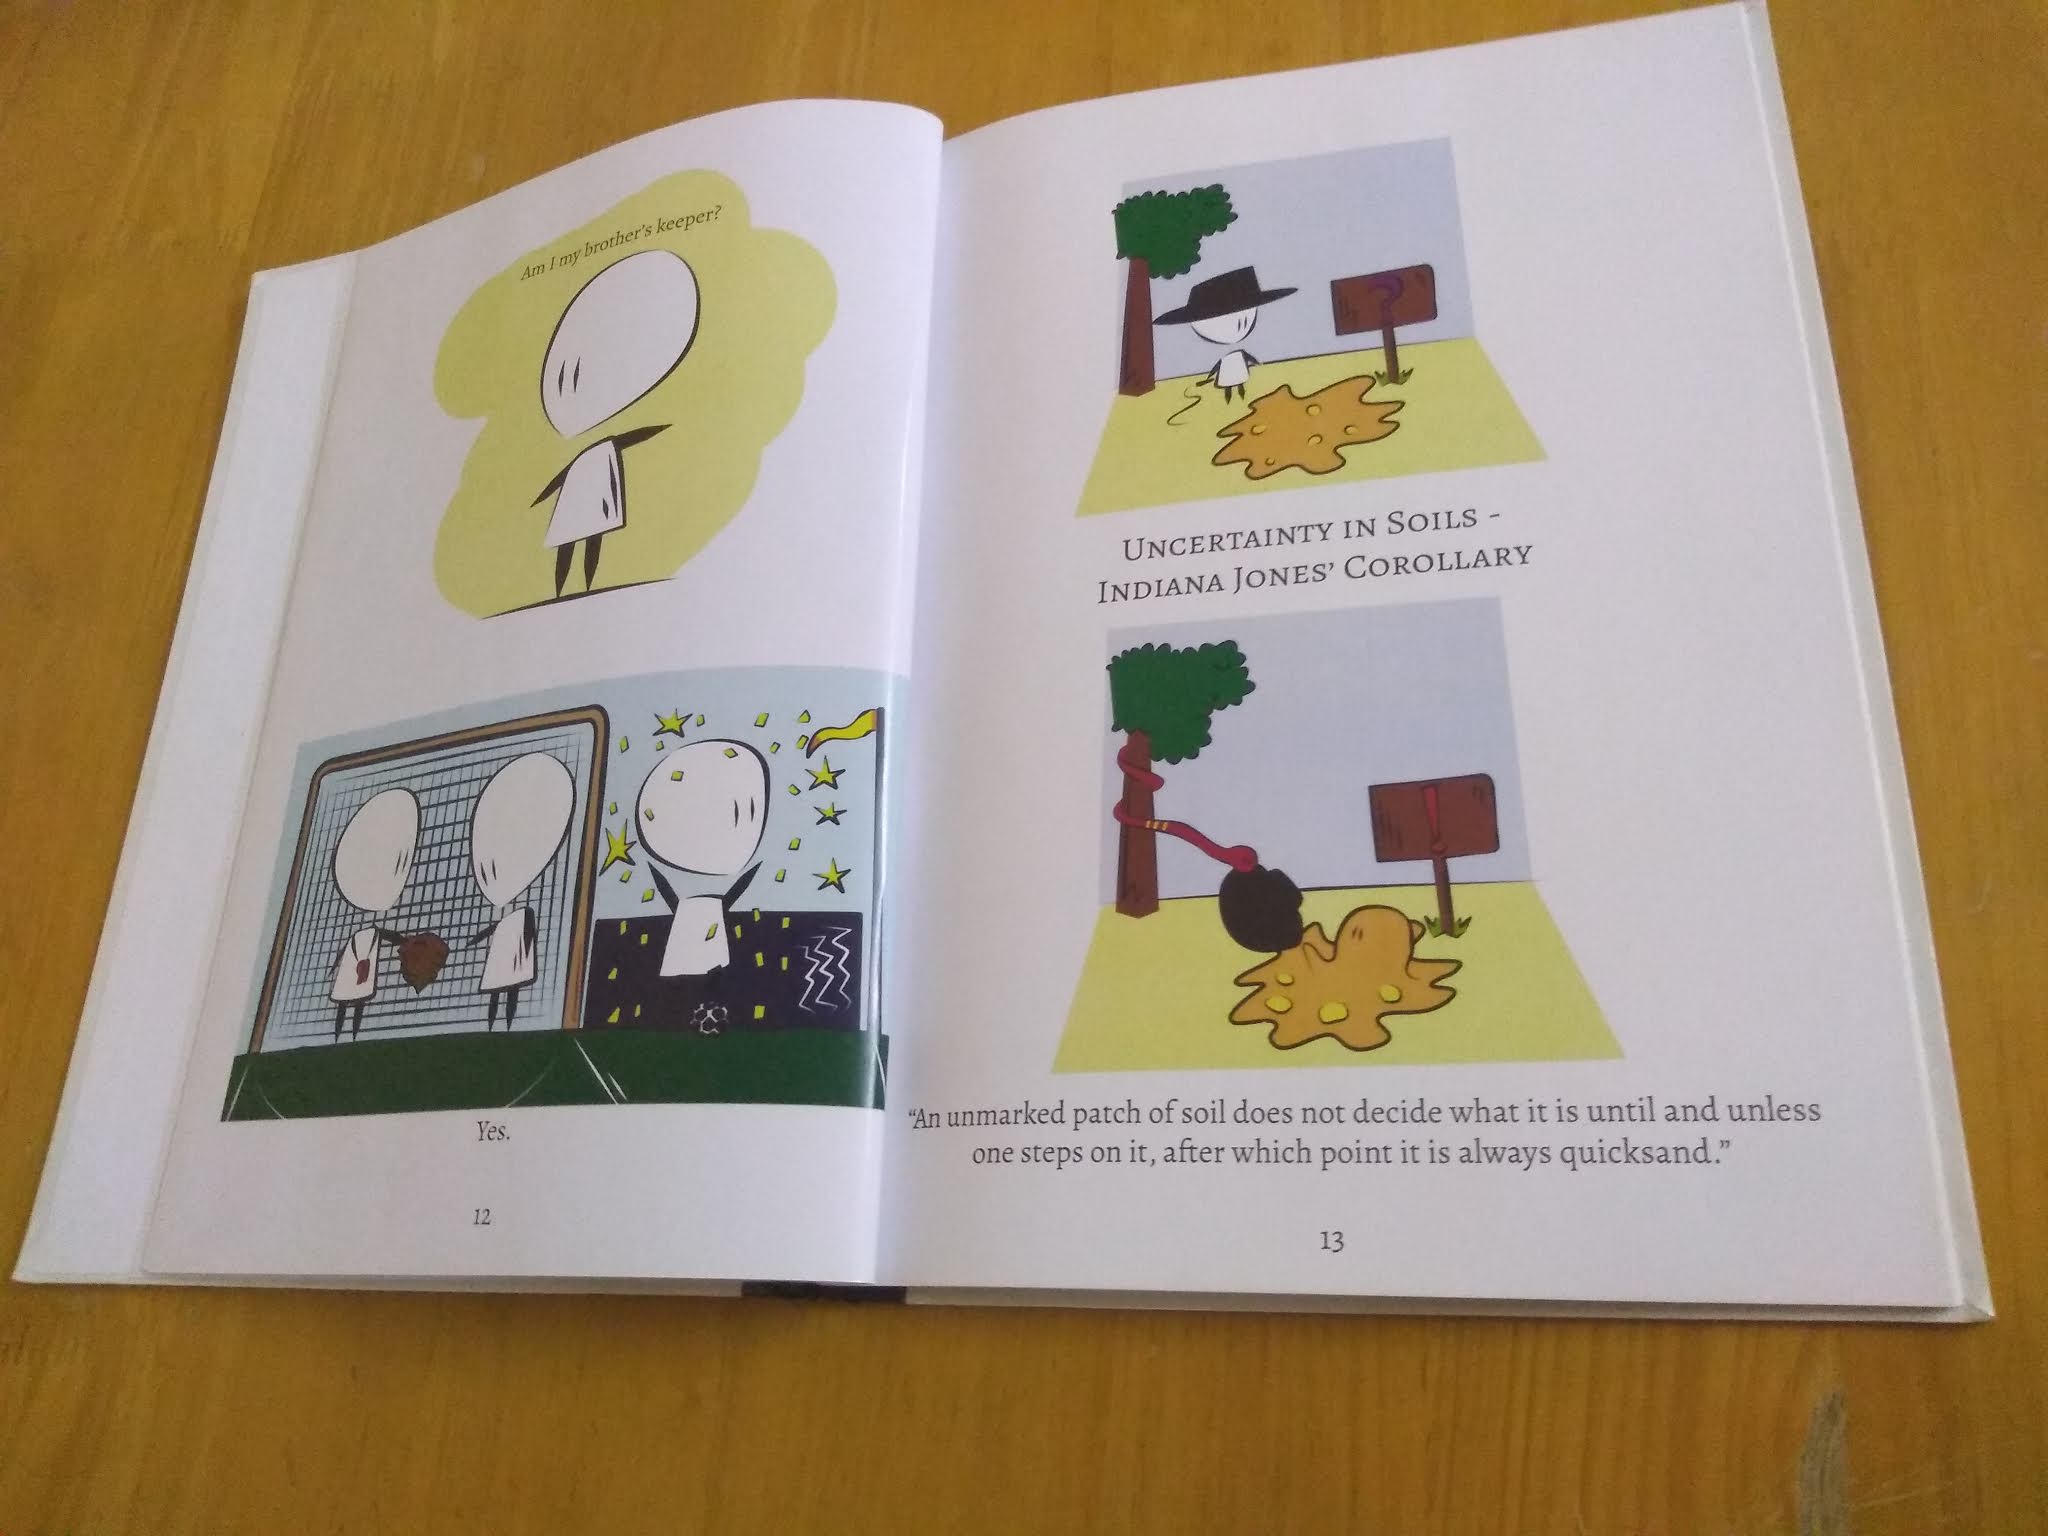 Am I my brother's keeper?
Yes.
12
UNCERTAINTY IN SOILS -
INDIANA JONES' COROLLARY
?
!
“An unmarked patch of soil does not decide what it is until and unless
one steps on it, after which point it is always quicksand.”
13